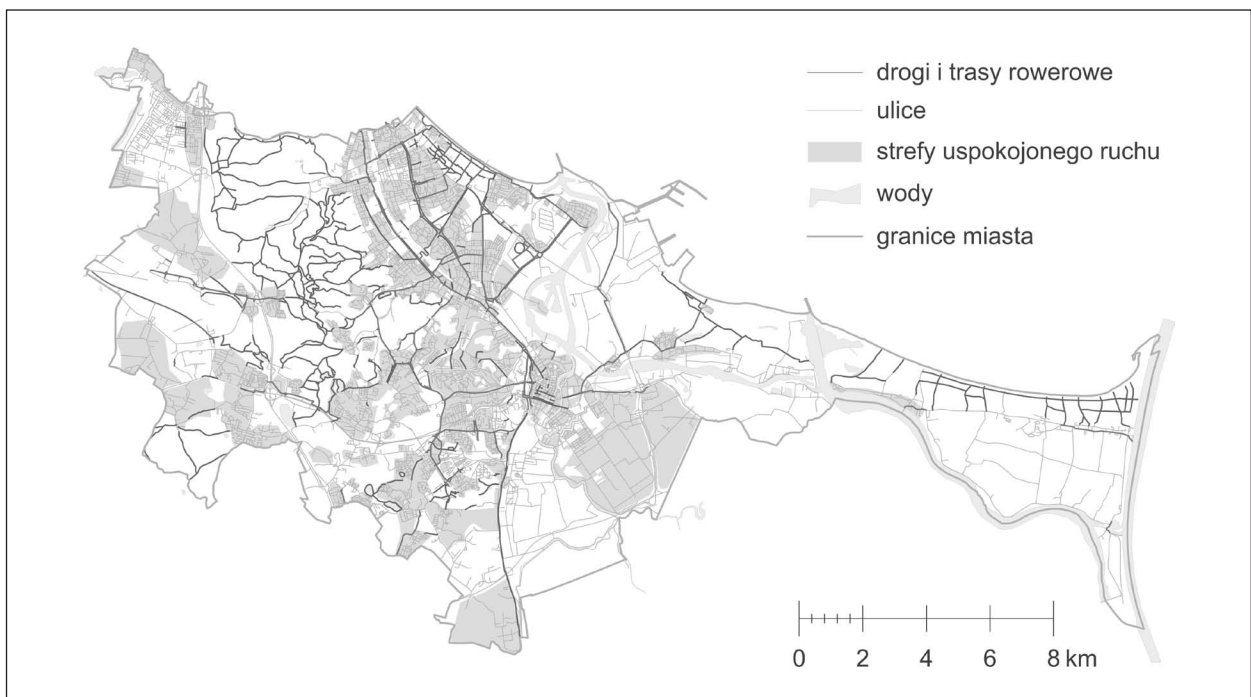 drogi i trasy rowerowe
ulice
strefy uspokojonego ruchu
wody
granice miasta
0 2 4 6 8 km